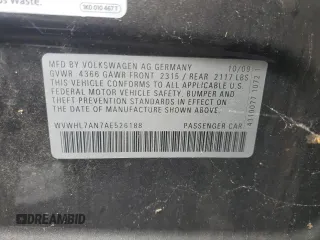 s Waste.
MFD BY VOLKSWAGEN AG GERMANY 10/09
GVWR 4366 GAWR FRONT 2315 / REAR 2117 LBS
THIS VEHICLE CONFORMS TO ALL APPLICABLE U.S.
FEDERAL MOTOR VEHICLE SAFETY, BUMPER AND
THEFT PREVENTION STANDARDS IN EFFECT ON THE
DATE OF MANUFACTURE SHOWN ABOVE.
WVWHL7AN7AE526188 PASSENGER CAR
DREAMBID